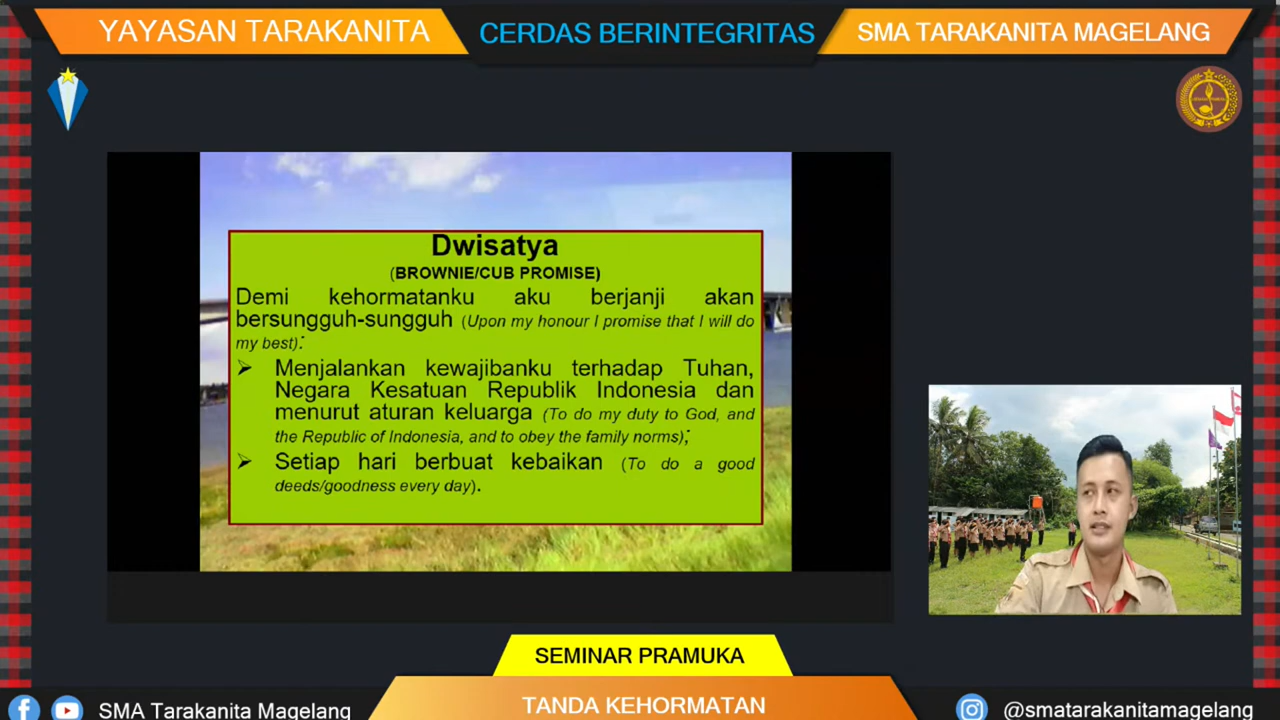 YAYASAN TARAKANITA
CERDAS BERINTEGRITAS
SMA TARAKANITA MAGELANG
Dwisatya
(BROWNIE/CUB PROMISE)
Demi kehormatanku aku berjanji akan
bersungguh-sungguh (Upon my honour I promise that I will do
my best):
➢ Menjalankan kewajibanku terhadap Tuhan,
Negara Kesatuan Republik Indonesia dan
menurut aturan keluarga (To do my duty to God, and
the Republic of Indonesia, and to obey the family norms);
➢ Setiap hari berbuat kebaikan (To do a good
deeds/goodness every day).
SEMINAR PRAMUKA
TANDA KEHORMATAN
SMA Tarakanita Magelang
@smatarakanitamagelang